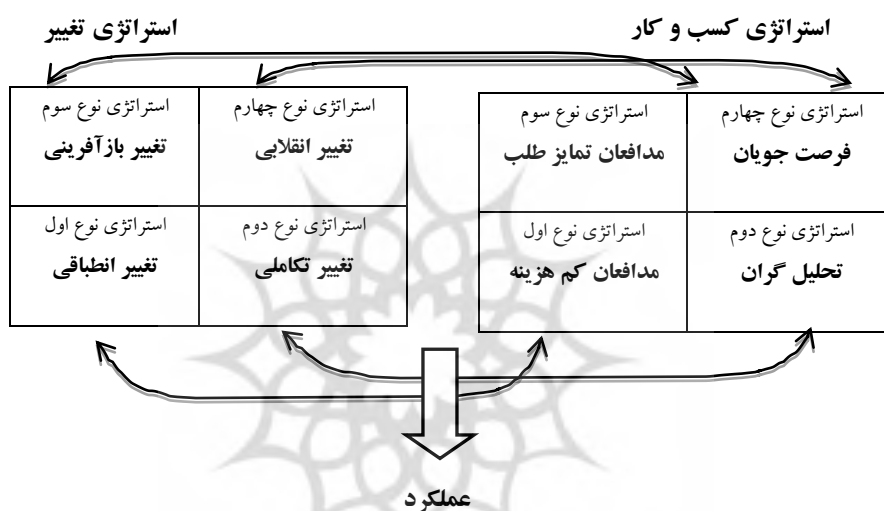 استراتژی کسب و کار
استراتژی تغییر
استراتژی نوع چهارم
فرصت جویان
استراتژی نوع سوم
مدافعان تمایز طلب
استراتژی نوع دوم
تحلیل گران
استراتژی نوع اول
مدافعان کم هزینه
استراتژی نوع چهارم
تغییر انقلابی
استراتژی نوع سوم
تغییر بازآفرینی
استراتژی نوع دوم
تغییر تکاملی
استراتژی نوع اول
تغییر انطباقی
عملکرد